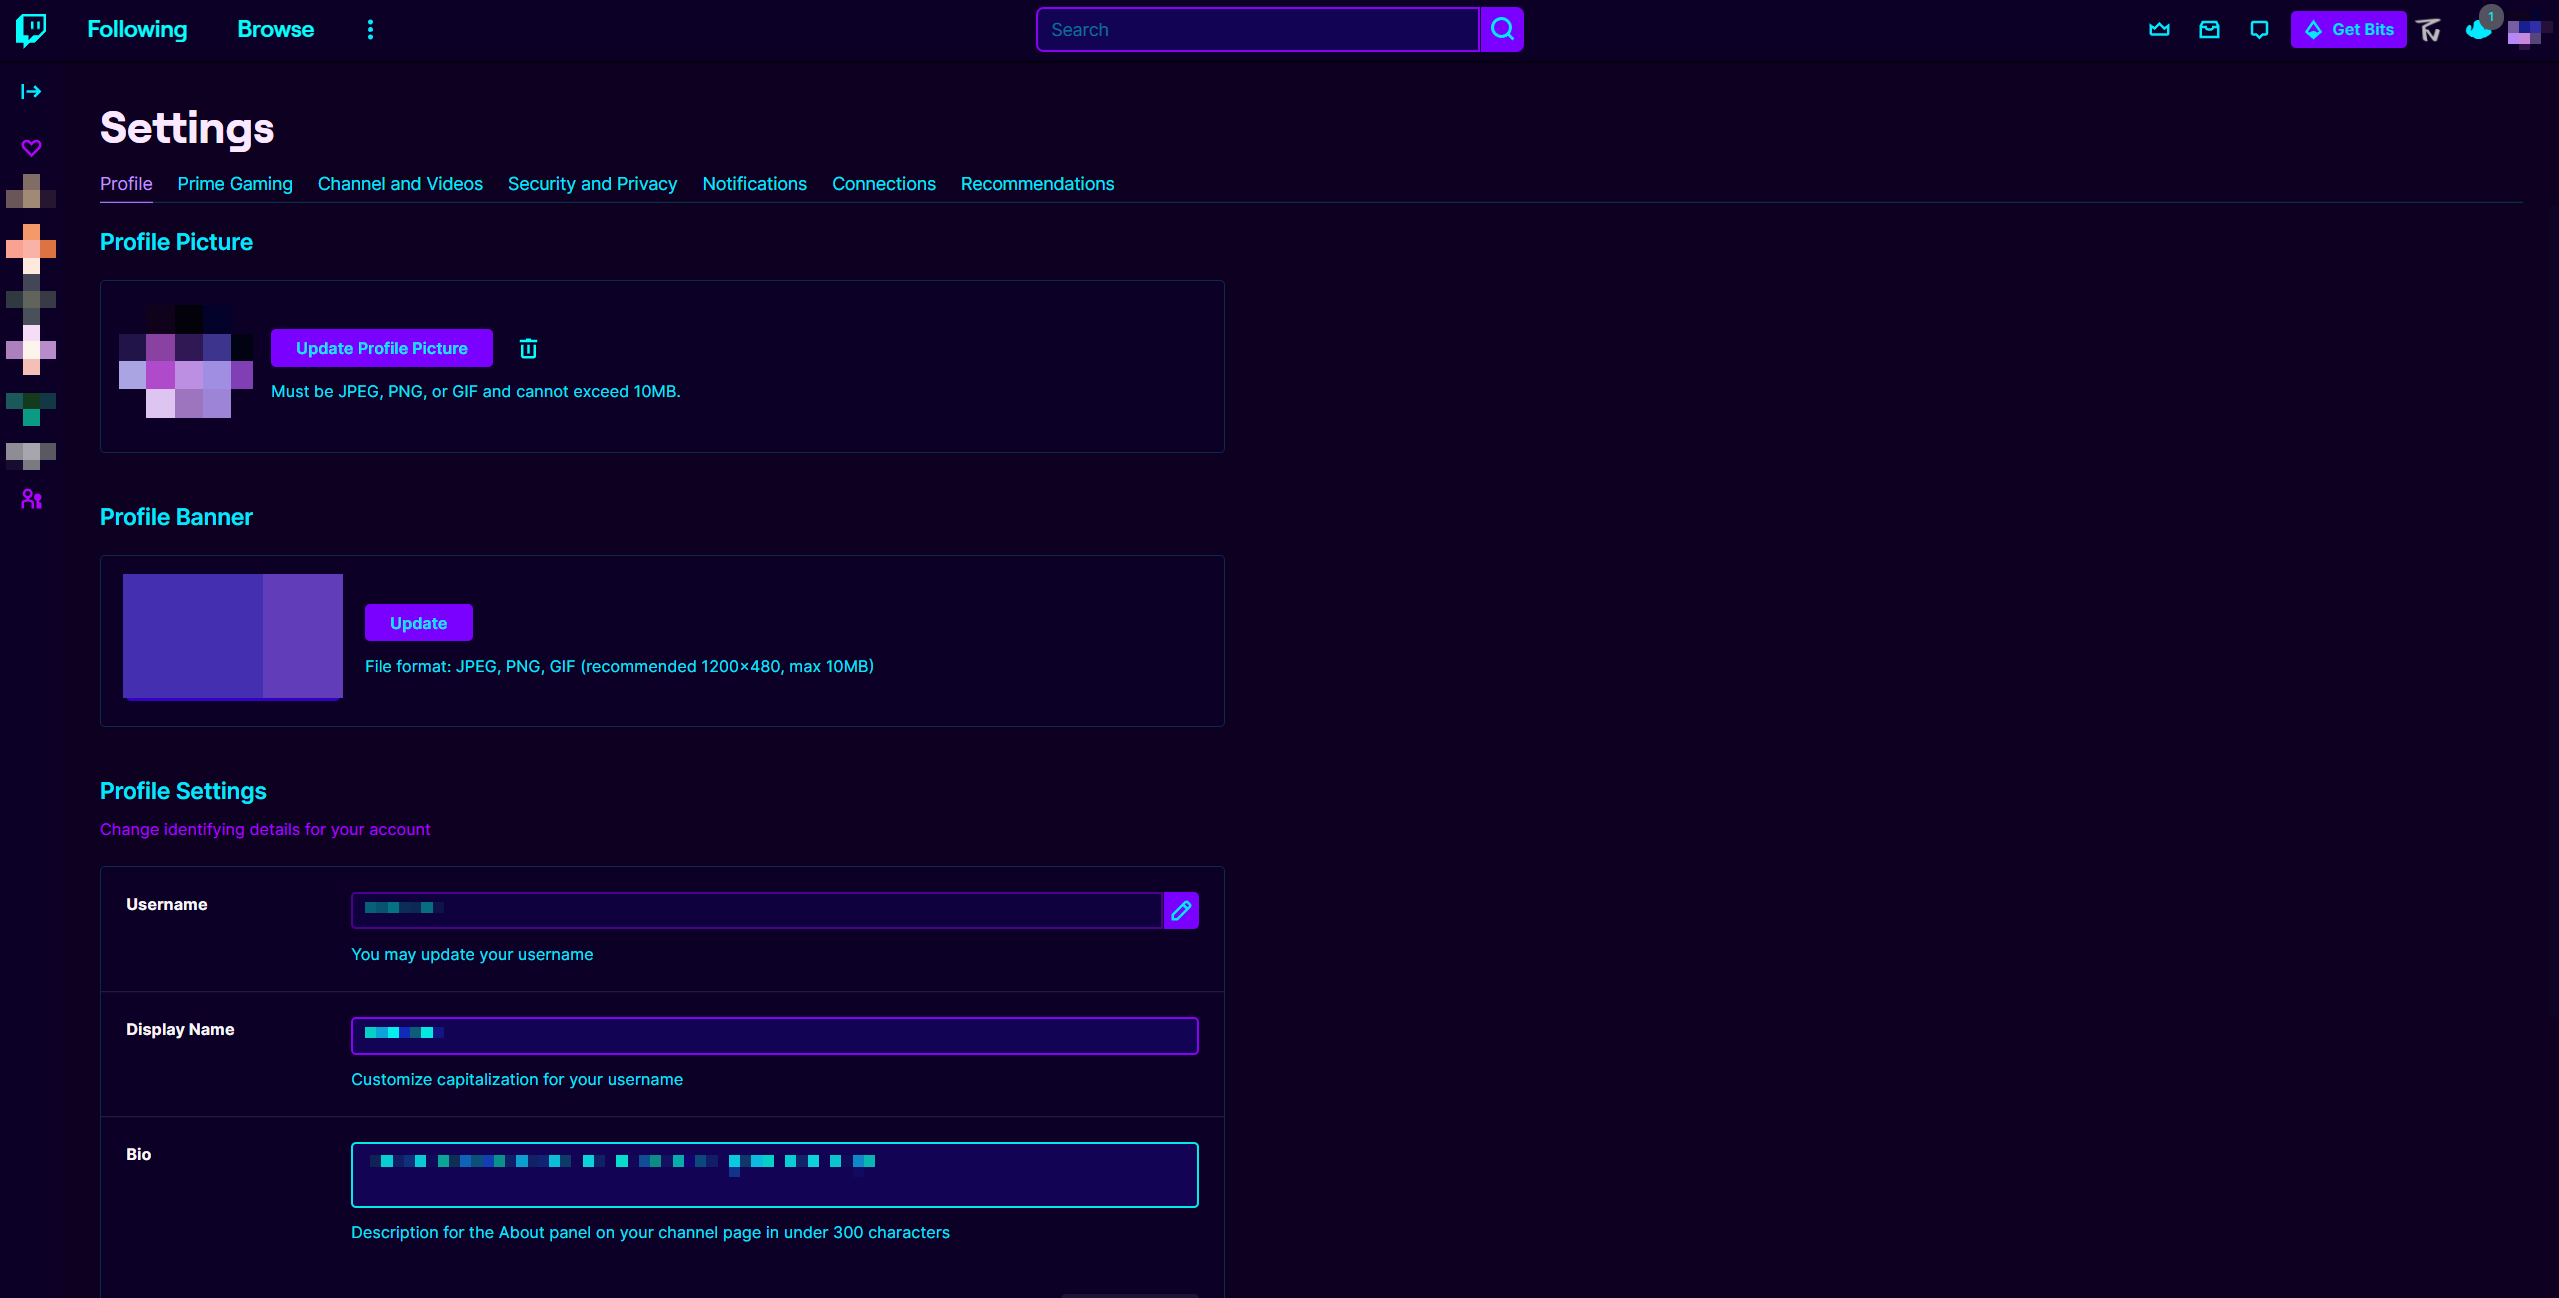 Following Browse Search Get Bits 1
Settings
Profile Prime Gaming Channel and Videos Security and Privacy Notifications Connections Recommendations
Profile Picture
Update Profile Picture
Must be JPEG, PNG, or GIF and cannot exceed 10MB.
Profile Banner
Update
File format: JPEG, PNG, GIF (recommended 1200×480, max 10MB)
Profile Settings
Change identifying details for your account
Username
You may update your username
Display Name
Customize capitalization for your username
Bio
Description for the About panel on your channel page in under 300 characters